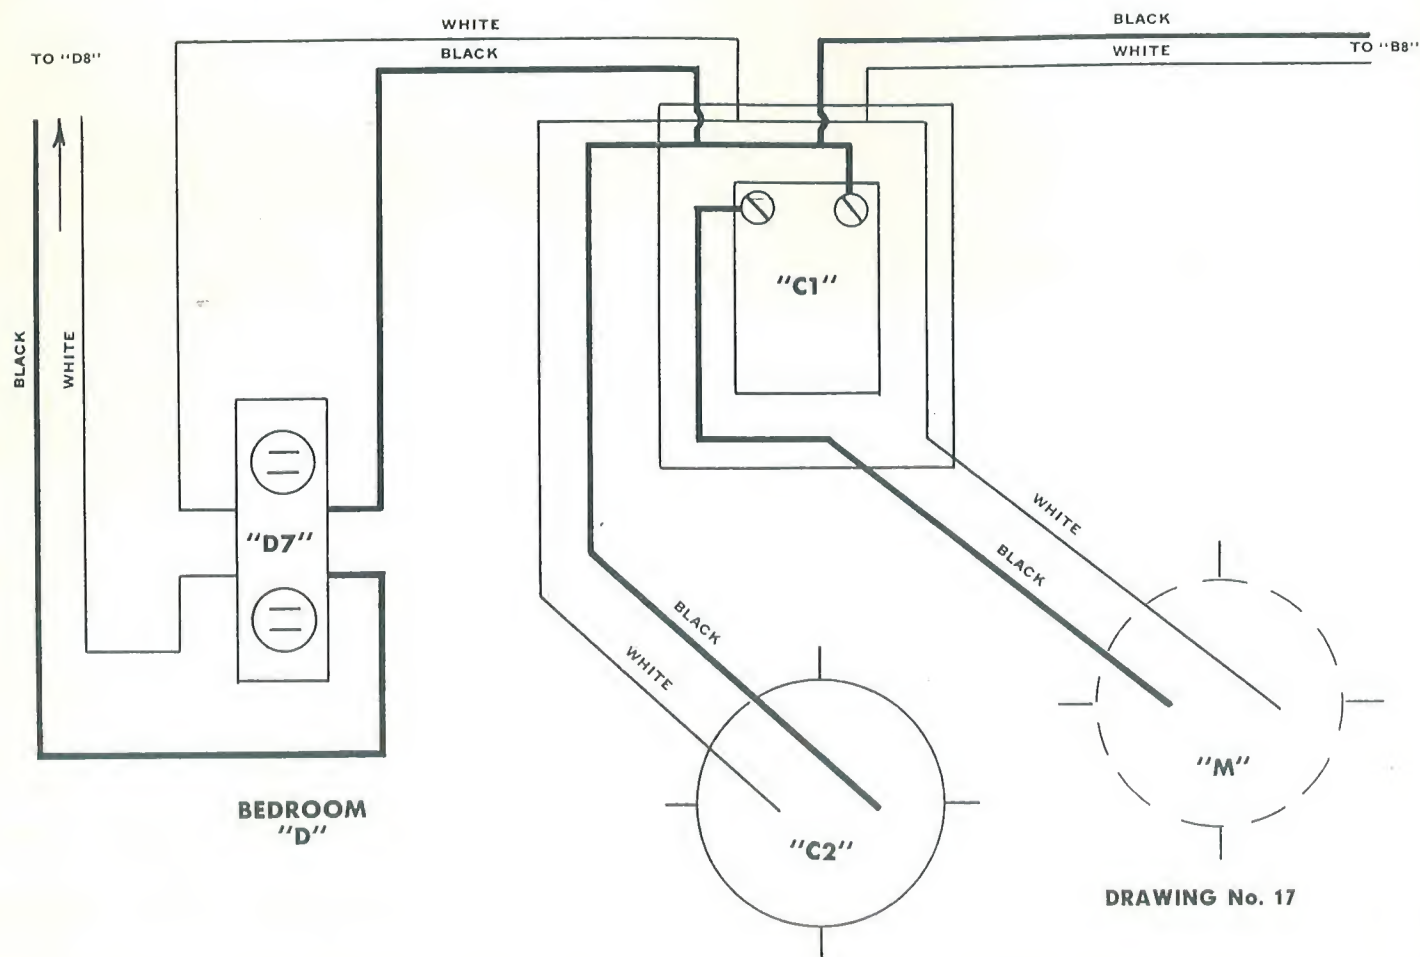 WHITE
BLACK
TO "D8"
BLACK
WHITE
TO "B8"
BLACK
WHITE
"C1"
"D7"
WHITE
BLACK
BLACK
WHITE
"M"
BEDROOM
"D"
"C2"
DRAWING No. 17